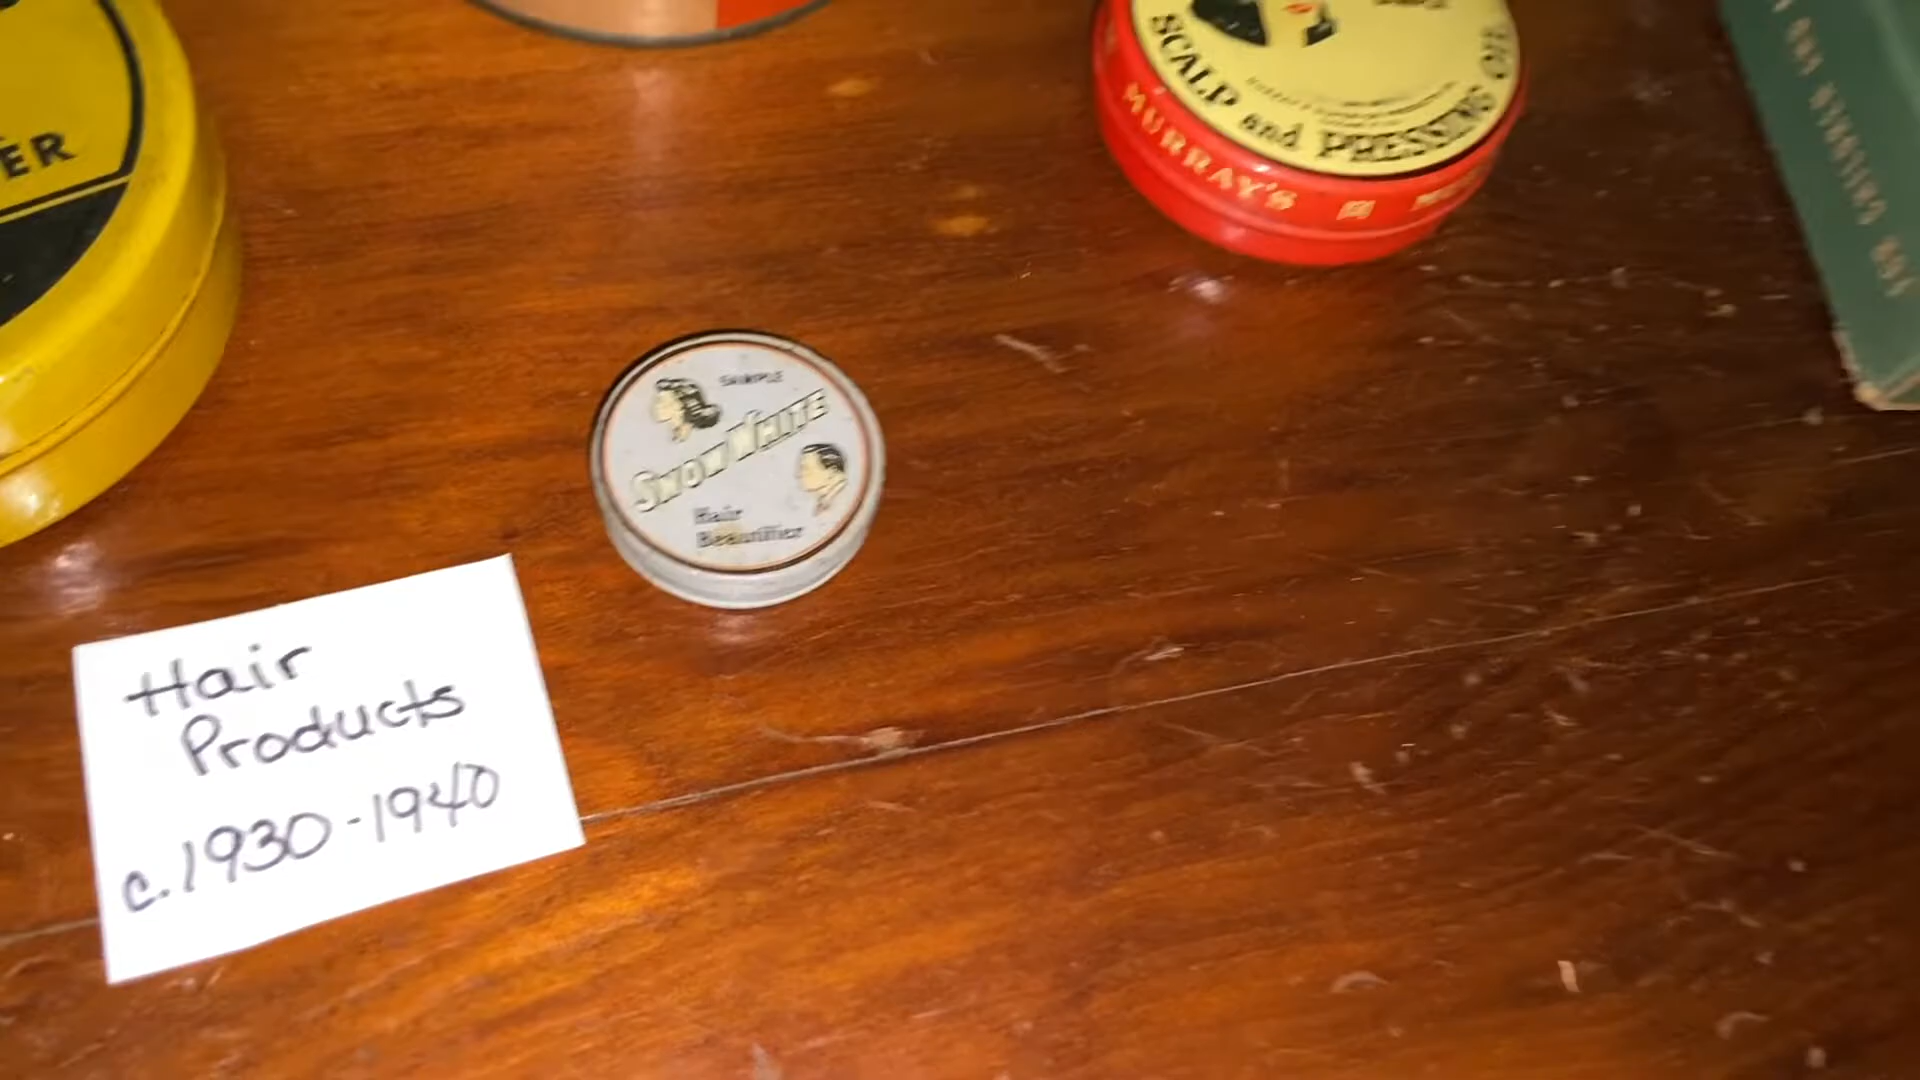 ER
SCALP and PRESSING OIL
MURRAY'S
SAMPLE
SNOW WHITE
Hair
Beautifier
Hair
Products
c.1930-1940